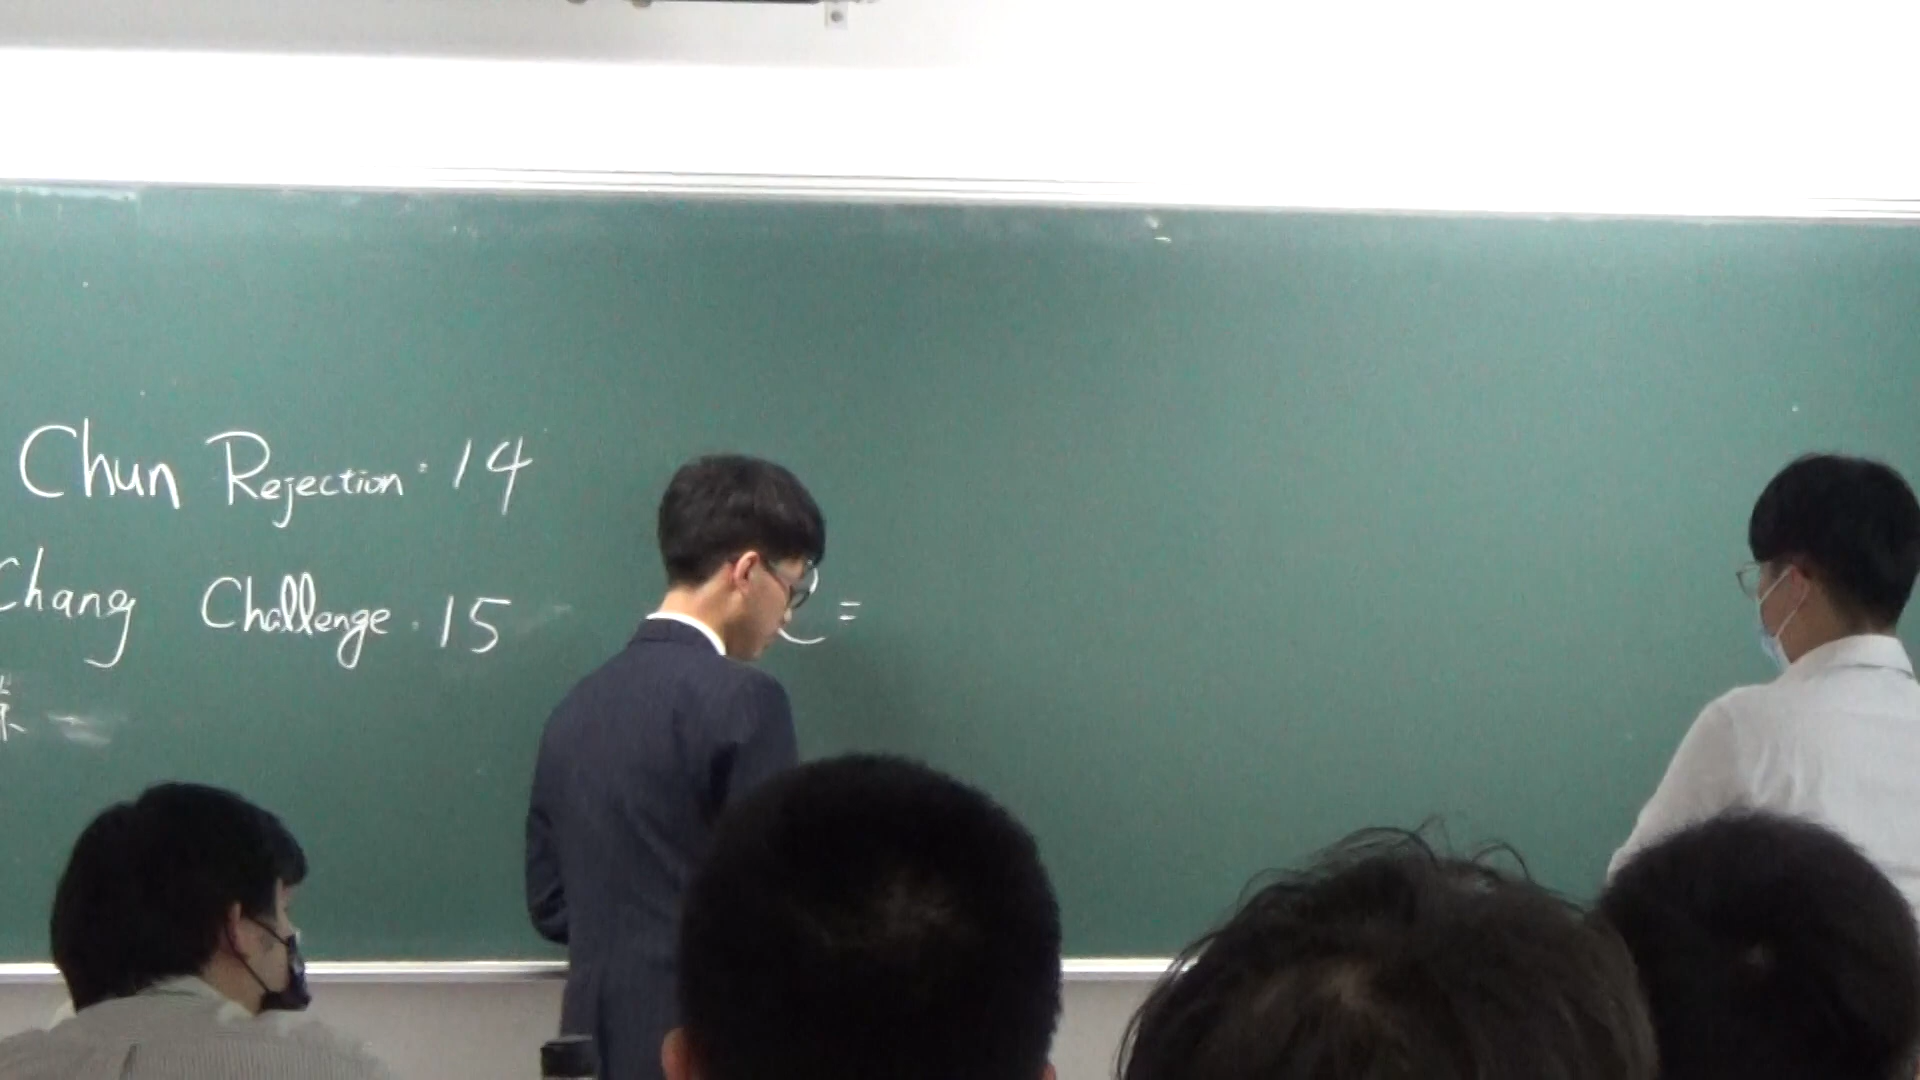 Chun Rejection : 14
Chang Challenge . 15
=